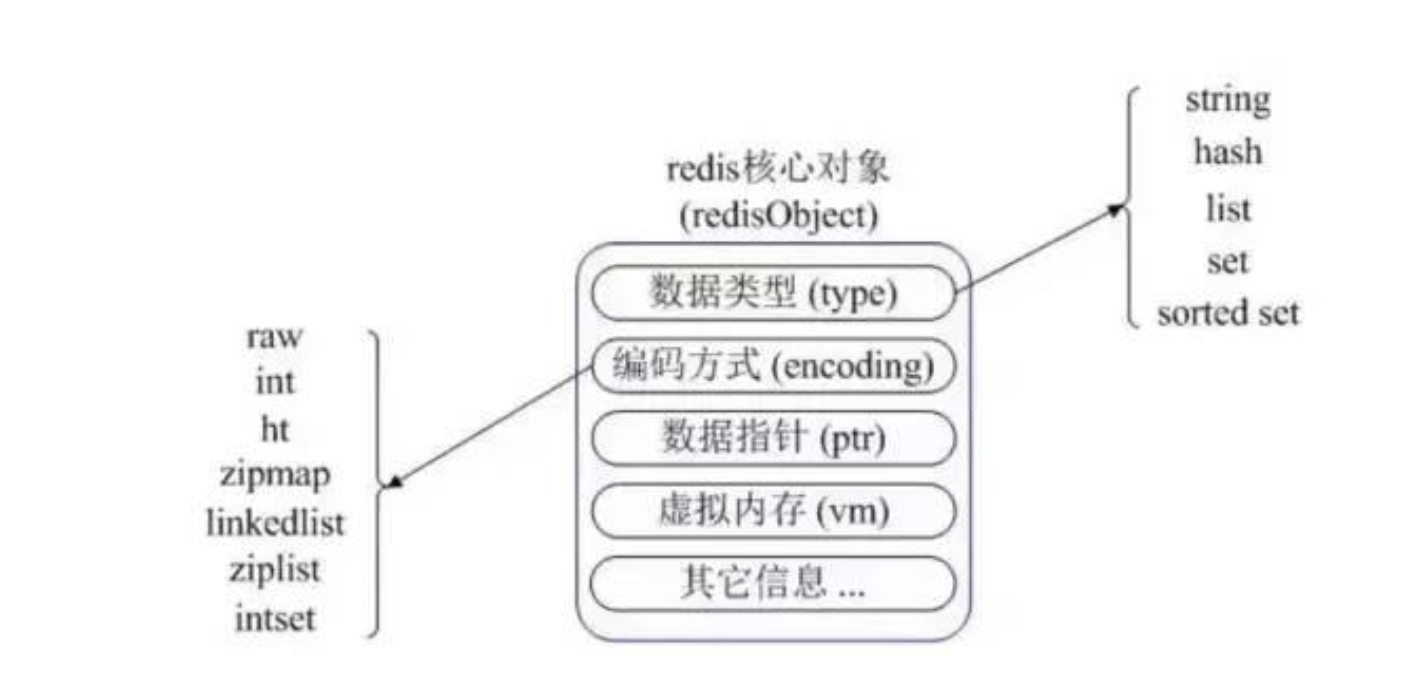 redis核心对象
(redisObject)
数据类型 (type)
编码方式 (encoding)
数据指针 (ptr)
虚拟内存 (vm)
其它信息 ...
string
hash
list
set
sorted set
raw
int
ht
zipmap
linkedlist
ziplist
intset